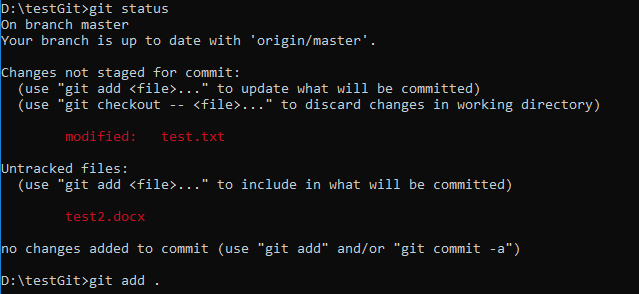 D:\testGit>git status
On branch master
Your branch is up to date with 'origin/master'.
Changes not staged for commit:
  (use "git add <file>..." to update what will be committed)
  (use "git checkout -- <file>..." to discard changes in working directory)
        modified:   test.txt
Untracked files:
  (use "git add <file>..." to include in what will be committed)
        test2.docx
no changes added to commit (use "git add" and/or "git commit -a")
D:\testGit>git add .